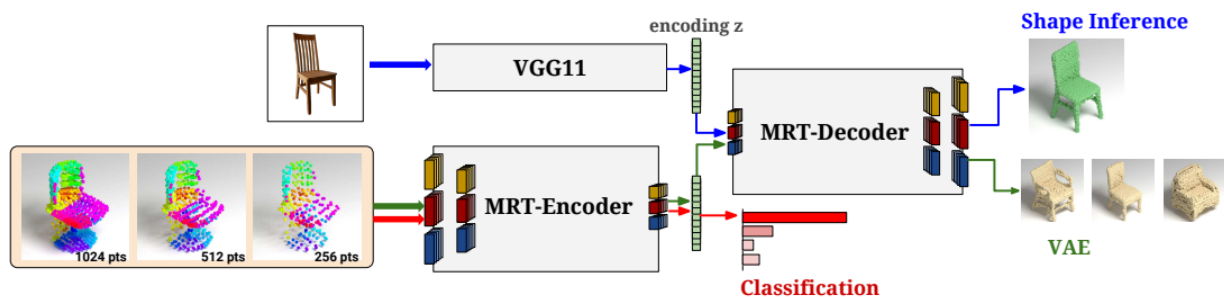 Shape Inference
encoding z
VGG11
MRT-Decoder
MRT-Encoder
1024 pts
512 pts
256 pts
VAE
Classification